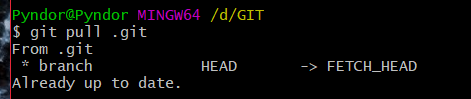 Pyndor@Pyndor MINGW64 /d/GIT
$ git pull .git
From .git
 * branch            HEAD       -> FETCH_HEAD
Already up to date.